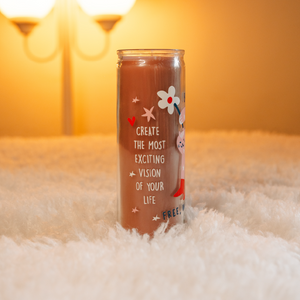 CREATE
THE MOST
EXCITING
VISION
OF YOUR
LIFE